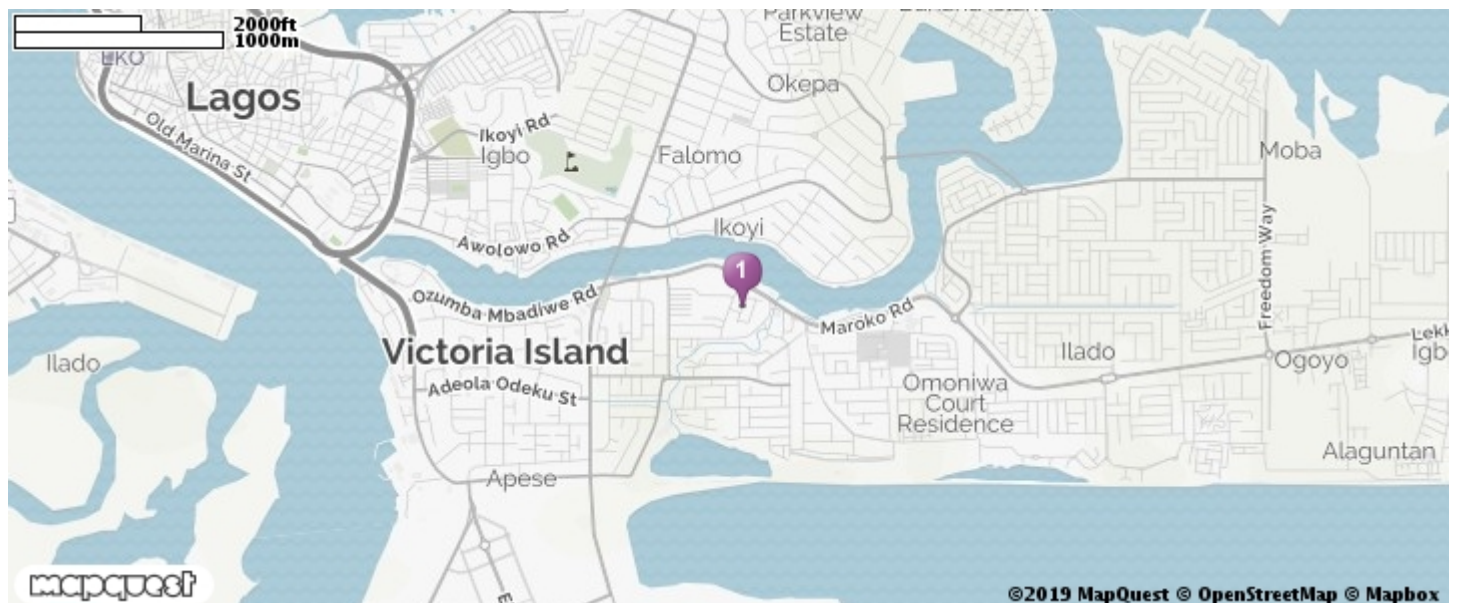 2000ft
1000m
EKO
Lagos
Old Marina St
Ikoyi Rd
Igbo
Parkview
Estate
Okepa
Falomo
Moba
Ikoyi
Awolowo Rd
1
Ozumba Mbadiwe Rd
Maroko Rd
Freedom Way
Victoria Island
Ilado
Adeola Odeku St
Ilado
Ogoyo
Omoniwa
Court
Residence
Alaguntan
Apese
mapquest
©2019 MapQuest © OpenStreetMap © Mapbox